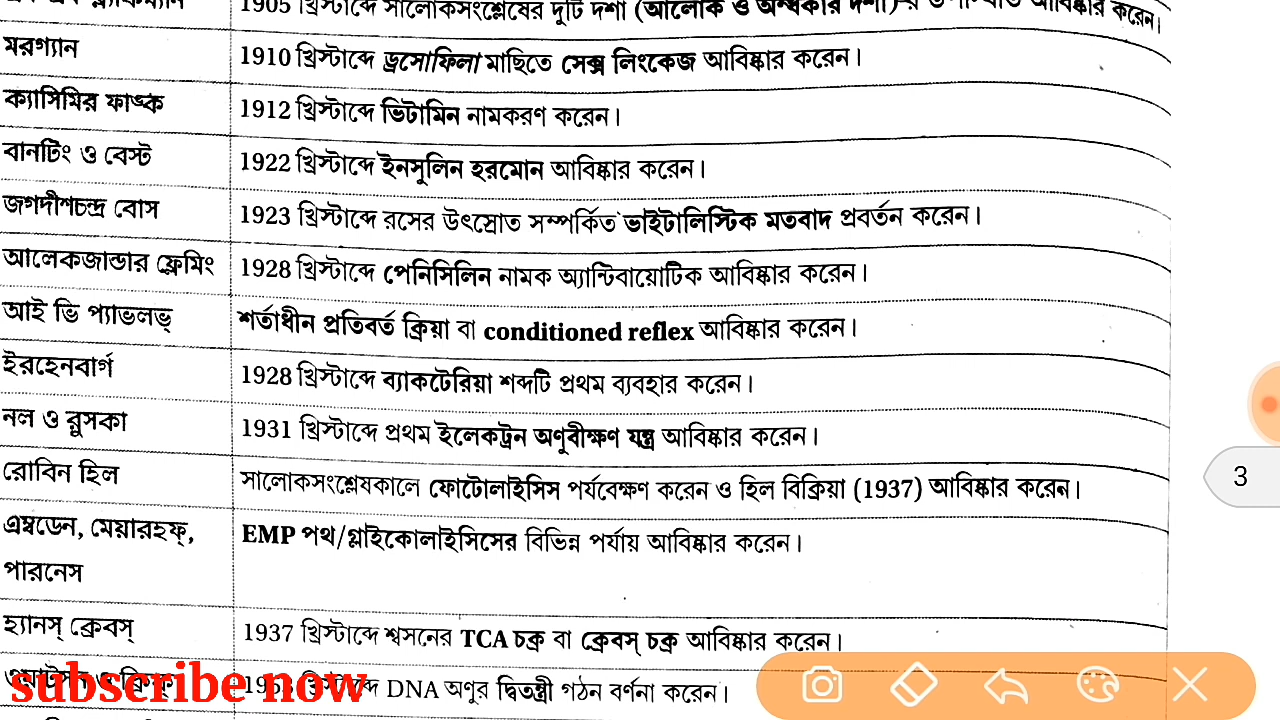 1905 খ্রিস্টাব্দে সালোকসংশ্লেষের দুটি দশা (আলোক ও অন্ধকার দশা)-র আবিষ্কার করেন।
মরগ্যান 1910 খ্রিস্টাব্দে ড্রসোফিলা মাছিতে সেক্স লিংকেজ আবিষ্কার করেন।
ক্যাসিমির ফাঙ্ক 1912 খ্রিস্টাব্দে ভিটামিন নামকরণ করেন।
বানটিং ও বেস্ট 1922 খ্রিস্টাব্দে ইনসুলিন হরমোন আবিষ্কার করেন।
জগদীশচন্দ্র বোস 1923 খ্রিস্টাব্দে রসের উৎস্রোত সম্পর্কিত ভাইটালিস্টিক মতবাদ প্রবর্তন করেন।
আলেকজান্ডার ফ্লেমিং 1928 খ্রিস্টাব্দে পেনিসিলিন নামক অ্যান্টিবায়োটিক আবিষ্কার করেন।
আই ভি প্যাভলভ্ শর্তাধীন প্রতিবর্ত ক্রিয়া বা conditioned reflex আবিষ্কার করেন।
ইরহেনবার্গ 1928 খ্রিস্টাব্দে ব্যাকটেরিয়া শব্দটি প্রথম ব্যবহার করেন।
নল ও রুসকা 1931 খ্রিস্টাব্দে প্রথম ইলেকট্রন অণুবীক্ষণ যন্ত্র আবিষ্কার করেন।
রোবিন হিল সালোকসংশ্লেষকালে ফোটোলাইসিস পর্যবেক্ষণ করেন ও হিল বিক্রিয়া (1937) আবিষ্কার করেন।
এম্বডেন, মেয়ারহফ্, EMP পথ/গ্লাইকোলাইসিসের বিভিন্ন পর্যায় আবিষ্কার করেন।
পারনেস
হ্যানস্ ক্রেবস্ 1937 খ্রিস্টাব্দে শ্বসনের TCA চক্র বা ক্রেবস্ চক্র আবিষ্কার করেন।
DNA অণুর দ্বিতন্ত্রী গঠন বর্ণনা করেন।
subscribe now
3